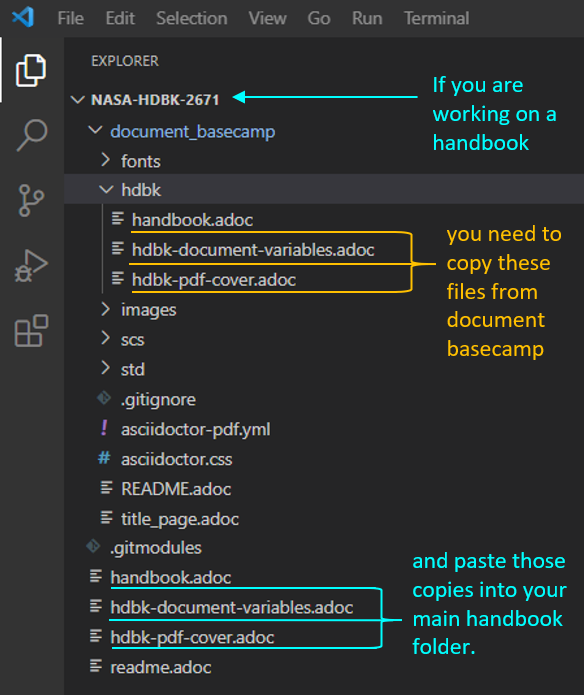 File Edit Selection View Go Run Terminal
EXPLORER
NASA-HDBK-2671
document_basecamp
fonts
hdbk
handbook.adoc
hdbk-document-variables.adoc
hdbk-pdf-cover.adoc
images
scs
std
.gitignore
! asciidoctor-pdf.yml
# asciidoctor.css
README.adoc
title_page.adoc
.gitmodules
handbook.adoc
hdbk-document-variables.adoc
hdbk-pdf-cover.adoc
readme.adoc
If you are
working on a
handbook
you need to
copy these
files from
document
basecamp
and paste those
copies into your
main handbook
folder.